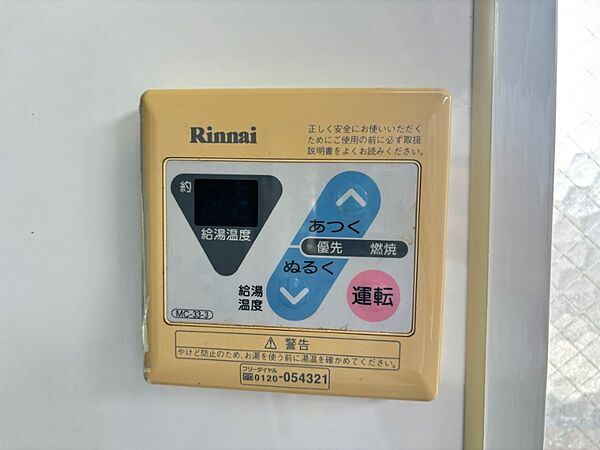 Rinnai
正しく安全にお使いいただく
ためにご使用の前に必ず取扱
説明書をよくお読みください。
約
給湯温度
あつく
優先 燃焼
ぬるく
給湯
温度
運転
MC-33-3
⚠ 警告
やけど防止のため、お湯を使う前に湯温を確かめてください。
フリーダイヤル
0120-054321